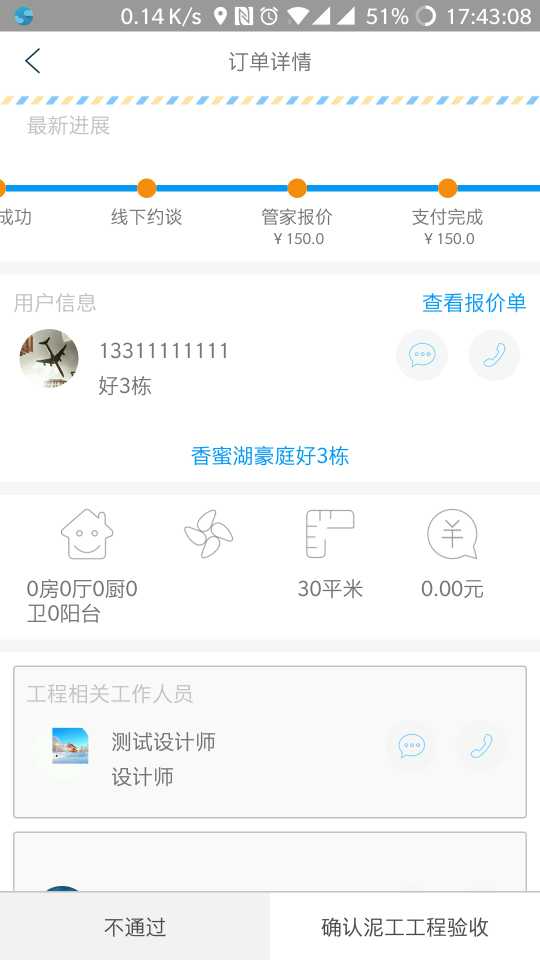 0.14 K/s 51% 17:43:08
订单详情
最新进展
成功 线下约谈 管家报价 支付完成
￥150.0 ￥150.0
用户信息 查看报价单
13311111111
好3栋
香蜜湖豪庭好3栋
0房0厅0厨0 30平米 0.00元
卫0阳台
工程相关工作人员
测试设计师
设计师
不通过 确认泥工工程验收